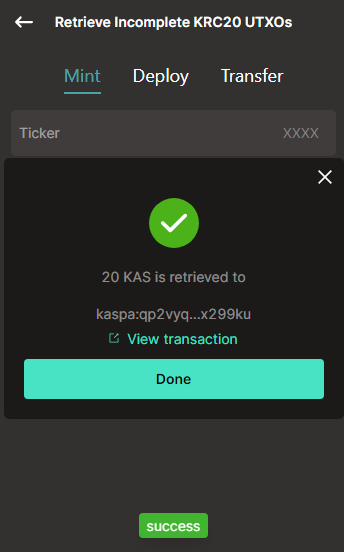 Retrieve Incomplete KRC20 UTXOs
Mint Deploy Transfer
Ticker XXXX
20 KAS is retrieved to
kaspa:qp2vyq...x299ku
View transaction
Done
success